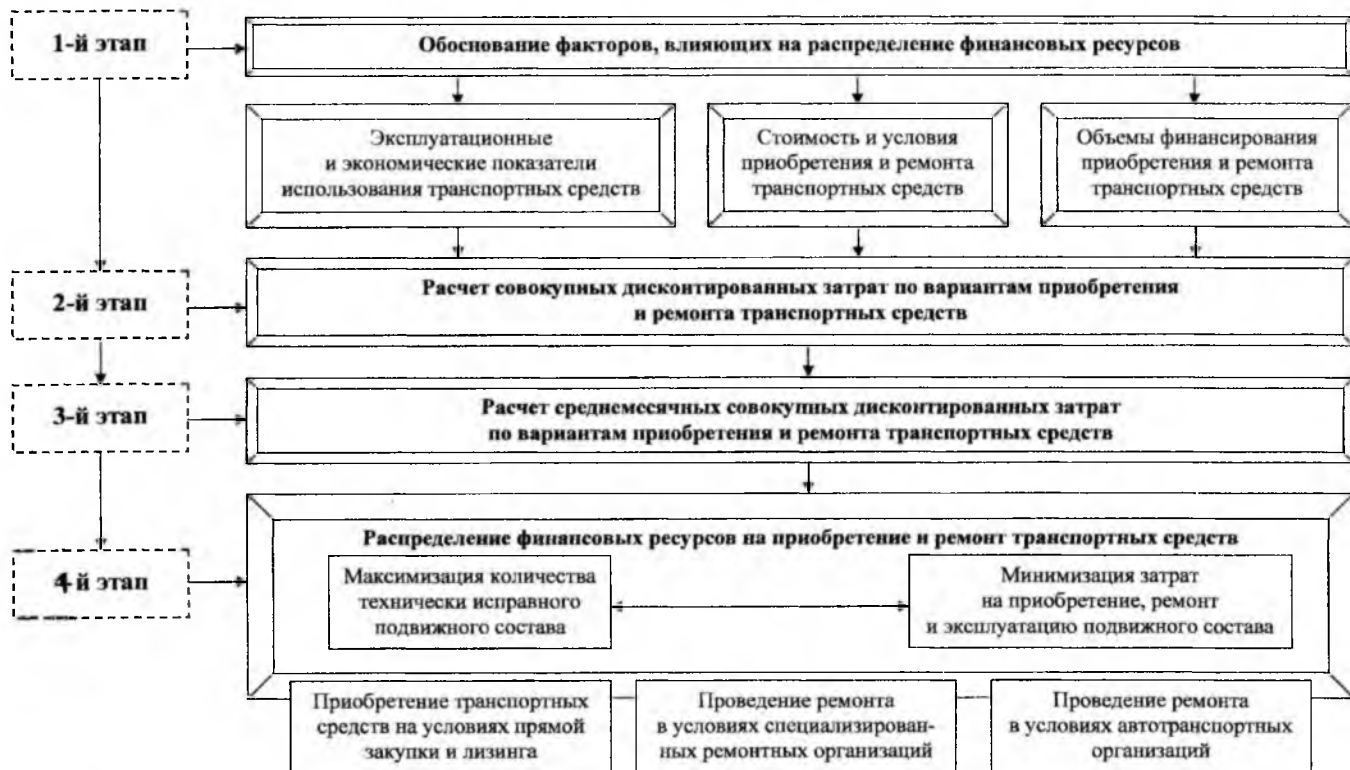 1-й этап
Обоснование факторов, влияющих на распределение финансовых ресурсов
Эксплуатационные
и экономические показатели
использования транспортных средств
Стоимость и условия
приобретения и ремонта
транспортных средств
Объемы финансирования
приобретения и ремонта
транспортных средств
2-й этап
Расчет совокупных дисконтированных затрат по вариантам приобретения
и ремонта транспортных средств
3-й этап
Расчет среднемесячных совокупных дисконтированных затрат
по вариантам приобретения и ремонта транспортных средств
4-й этап
Распределение финансовых ресурсов на приобретение и ремонт транспортных средств
Максимизация количества
технически исправного
подвижного состава
Минимизация затрат
на приобретение, ремонт
и эксплуатацию подвижного состава
Приобретение транспортных
средств на условиях прямой
закупки и лизинга
Проведение ремонта
в условиях специализирован-
ных ремонтных организаций
Проведение ремонта
в условиях автотранспортных
организаций